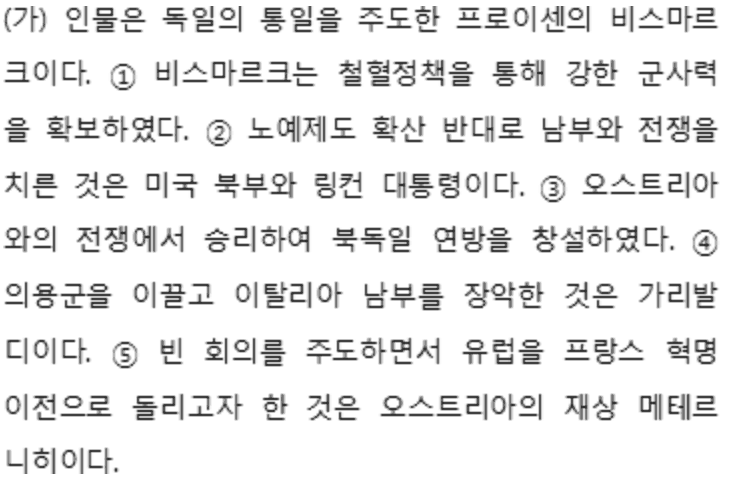 (가) 인물은 독일의 통일을 주도한 프로이센의 비스마르
크이다. ① 비스마르크는 철혈정책을 통해 강한 군사력
을 확보하였다. ② 노예제도 확산 반대로 남부와 전쟁을
치른 것은 미국 북부와 링컨 대통령이다. ③ 오스트리아
와의 전쟁에서 승리하여 북독일 연방을 창설하였다. ④
의용군을 이끌고 이탈리아 남부를 장악한 것은 가리발
디이다. ⑤ 빈 회의를 주도하면서 유럽을 프랑스 혁명
이전으로 돌리고자 한 것은 오스트리아의 재상 메테르
니히이다.